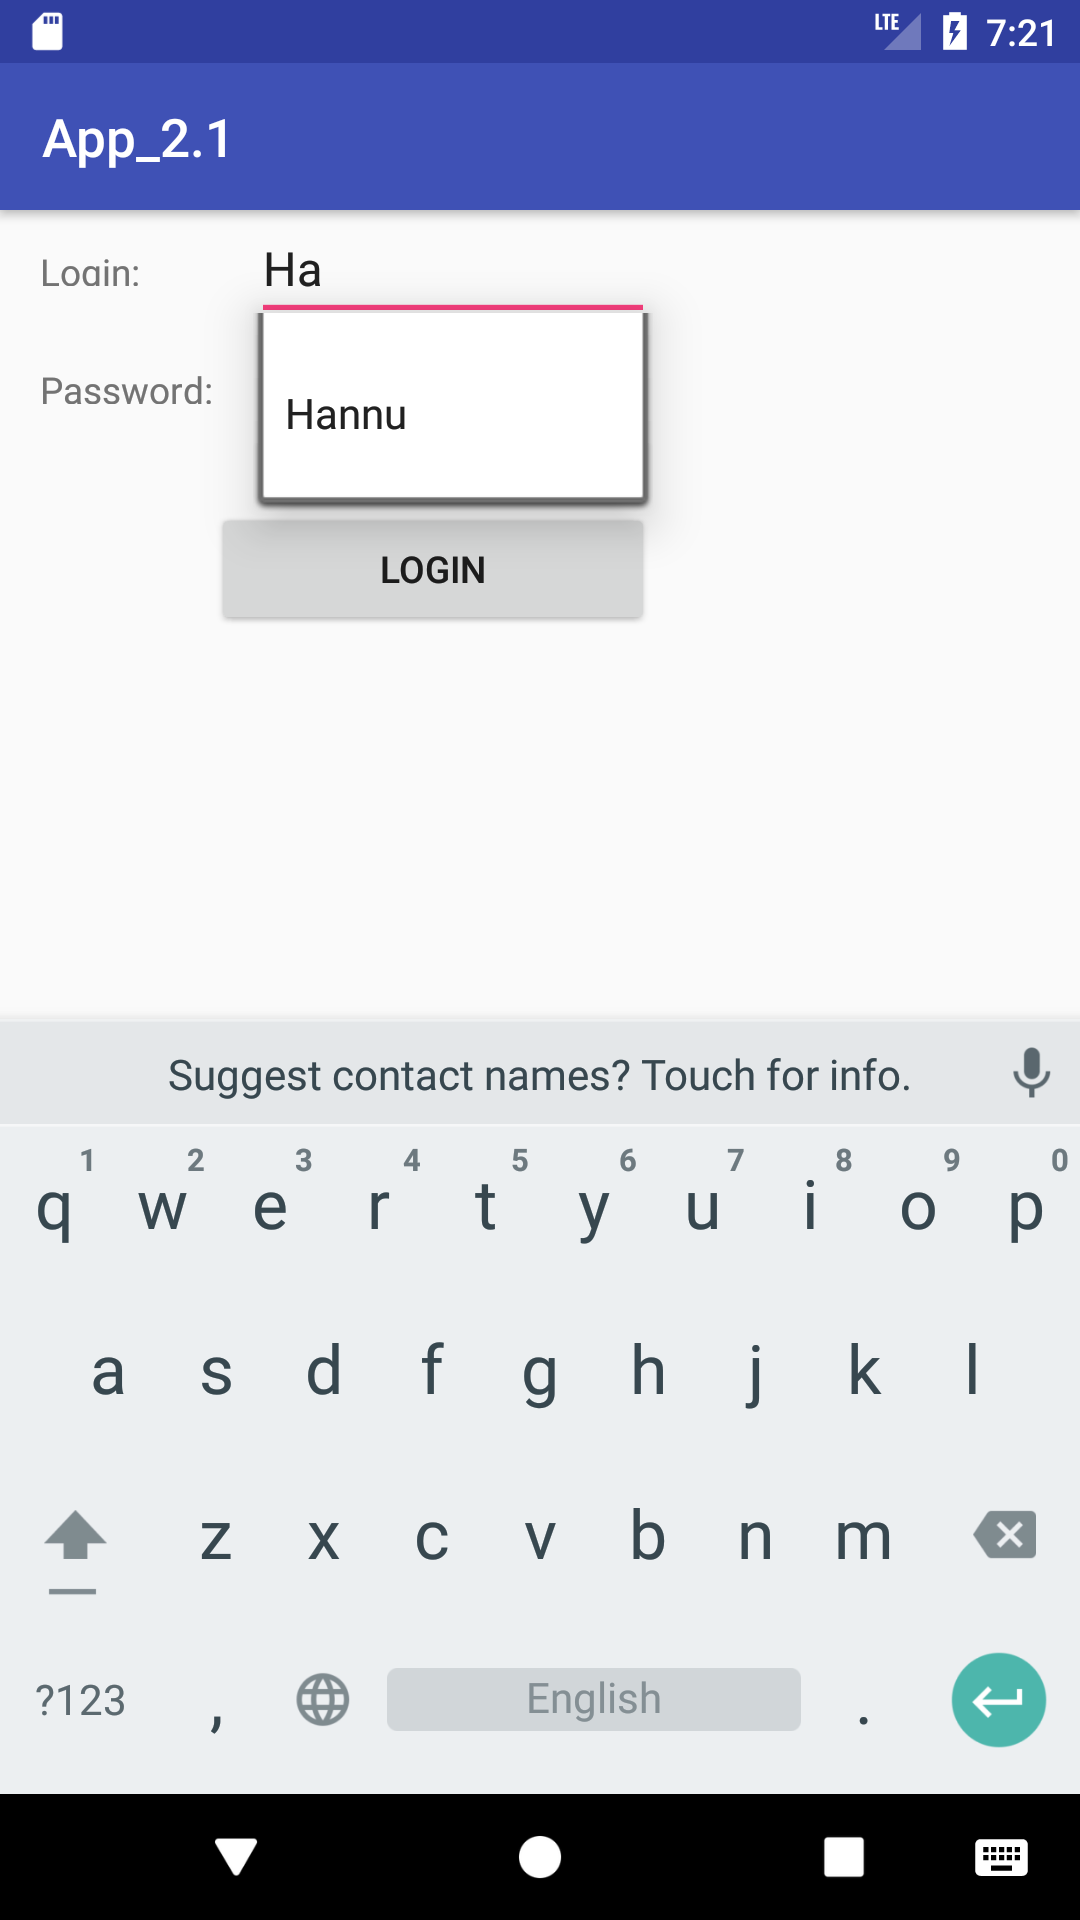 LTE 7:21
App_2.1
Login: Ha
Password:
Hannu
LOGIN
Suggest contact names? Touch for info.
1 2 3 4 5 6 7 8 9 0
q w e r t y u i o p
a s d f g h j k l
z x c v b n m
?123 , English .